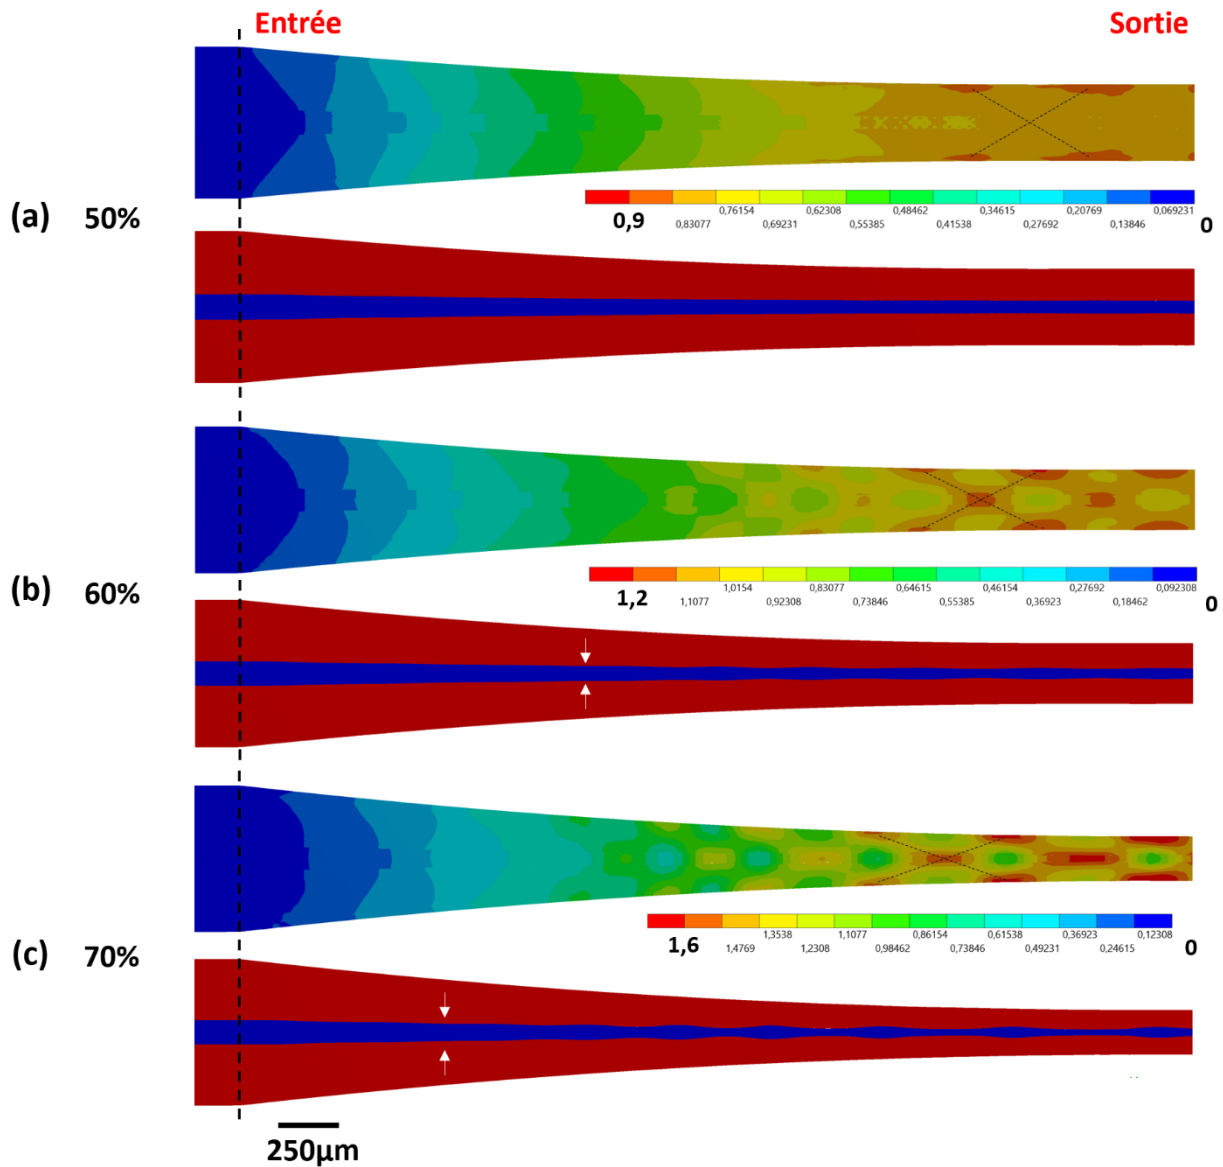 Entrée
Sortie
(a) 50%
0,76154 0,62308 0,48462 0,34615 0,20769 0,069231
0,9 0,83077 0,69231 0,55385 0,41538 0,27692 0,13846 0
(b) 60%
1,0154 0,83077 0,64615 0,46154 0,27692 0,092308
1,2 1,1077 0,92308 0,73846 0,55385 0,36923 0,18462 0
(c) 70%
1,3538 1,1077 0,86154 0,61538 0,36923 0,12308
1,6 1,4769 1,2308 0,98462 0,73846 0,49231 0,24615 0
250µm